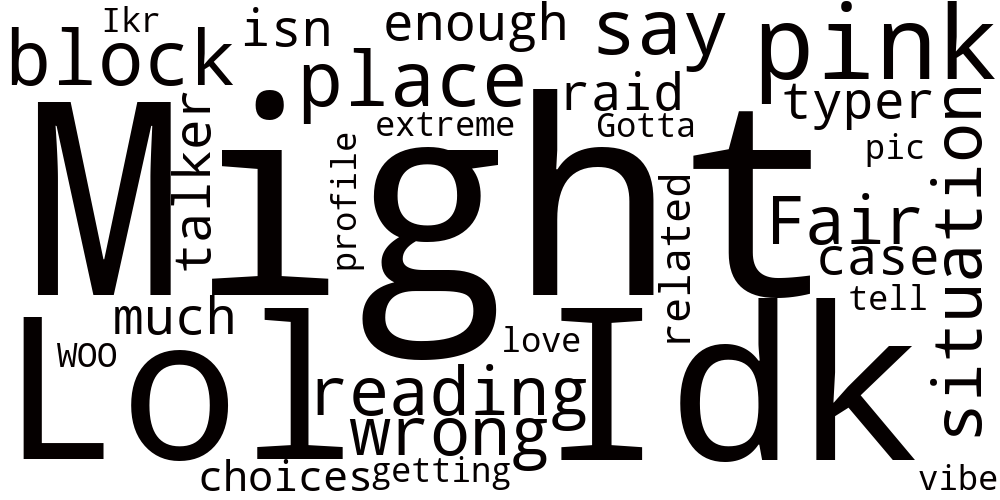 Ikr
isn
enough
say
pink
block
place
raid
typer
extreme
Gotta
pic
talker
profile
Might
related
Fair
case
situation
tell
much
WOO
love
Lol
Idk
reading
wrong
choices
getting
vibe